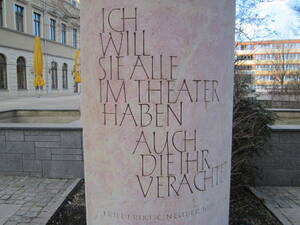 ICH
WILL
SIE ALLE
IM THEATER
HABEN
AUCH
DIE IHR
VERACHTET
FRIEDERIKE C. NEUBER